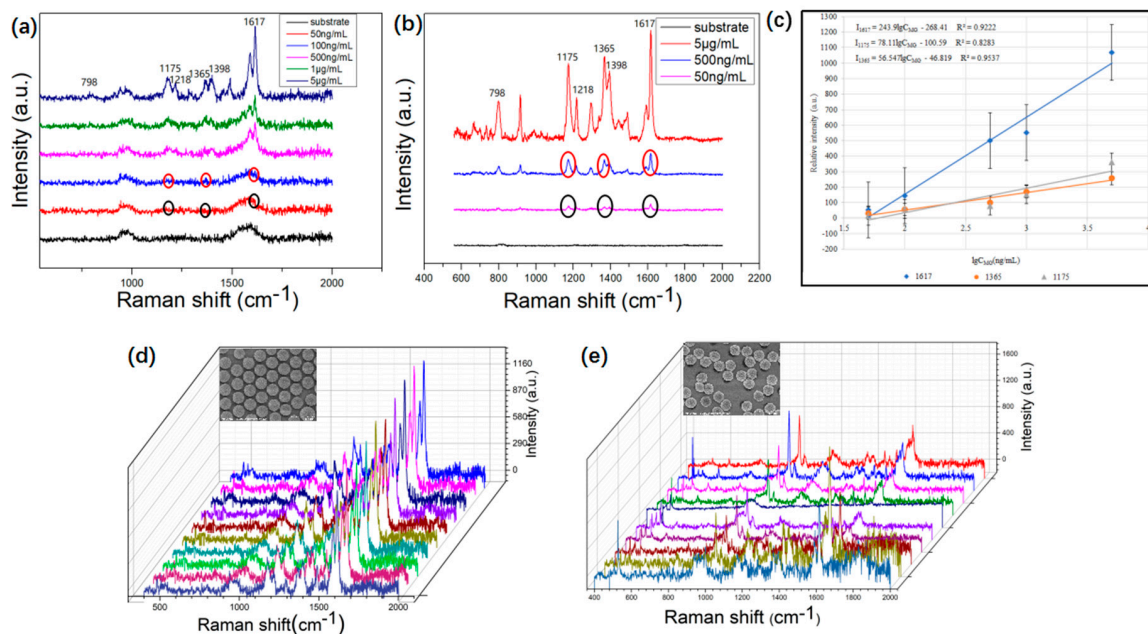 (a)
substrate
50ng/mL
100ng/mL
500ng/mL
1μg/mL
5μg/mL
1617
1175
1365
1398
1218
798
Intensity (a.u.)
1000
1500
2000
Raman shift (cm-1)
(b)
substrate
5μg/mL
500ng/mL
50ng/mL
1617
1365
1175
1398
798
1218
Intensity (a.u.)
400 600 800 1000 1200 1400 1600 1800 2000 2200
Raman shift (cm-1)
(c)
I1617 = 243.9lgCMG - 268.41 R² = 0.9222
I1175 = 78.11lgCMG - 100.59 R² = 0.8283
I1365 = 56.547lgCMG - 46.819 R² = 0.9537
1300
1200
1100
1000
900
800
700
600
500
400
300
200
100
0
-100
-200
Relative intensity (a.u.)
1.5 2 2.5 3 3.5 4
lgCMG(ng/mL)
1617 1365 1175
(d)
1160
870
580
290
0
Intensity (a.u.)
500 1000 1500 2000
Raman shift(cm-1)
(e)
1600
1200
800
400
0
Intensity (a.u.)
400 600 800 1000 1200 1400 1600 1800 2000
Raman shift (cm-1)